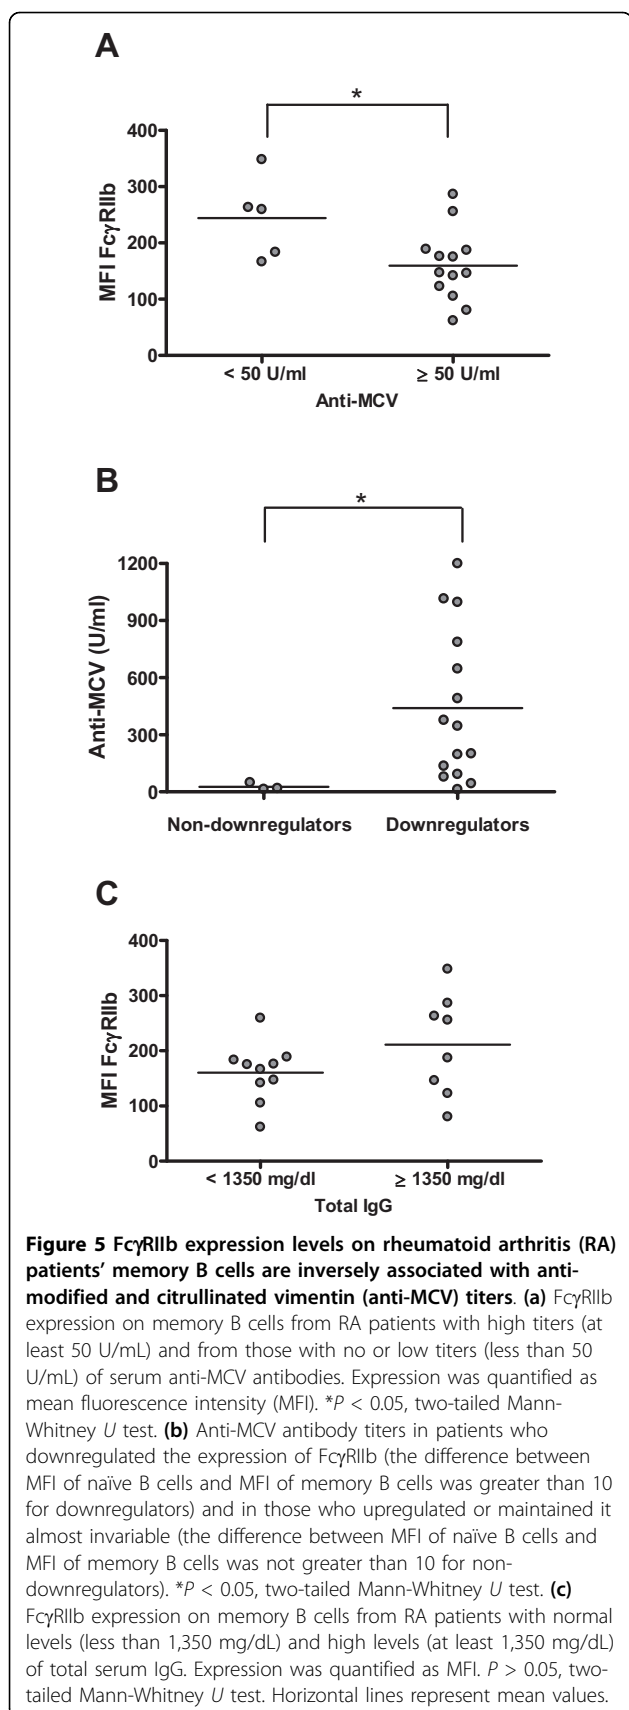 A
*
400
300
200
100
0
MFI FcγRIIb
< 50 U/ml
≥ 50 U/ml
Anti-MCV
B
*
1200
900
600
300
0
Anti-MCV (U/ml)
Non-downregulators
Downregulators
C
400
300
200
100
0
MFI FcγRIIb
< 1350 mg/dl
≥ 1350 mg/dl
Total IgG
Figure 5 FcγRIIb expression levels on rheumatoid arthritis (RA)
patients’ memory B cells are inversely associated with anti-
modified and citrullinated vimentin (anti-MCV) titers. (a) FcγRIIb
expression on memory B cells from RA patients with high titers (at
least 50 U/mL) and from those with no or low titers (less than 50
U/mL) of serum anti-MCV antibodies. Expression was quantified as
mean fluorescence intensity (MFI). *P < 0.05, two-tailed Mann-
Whitney U test. (b) Anti-MCV antibody titers in patients who
downregulated the expression of FcγRIIb (the difference between
MFI of naïve B cells and MFI of memory B cells was greater than 10
for downregulators) and in those who upregulated or maintained it
almost invariable (the difference between MFI of naïve B cells and
MFI of memory B cells was not greater than 10 for non-
downregulators). *P < 0.05, two-tailed Mann-Whitney U test. (c)
FcγRIIb expression on memory B cells from RA patients with normal
levels (less than 1,350 mg/dL) and high levels (at least 1,350 mg/dL)
of total serum IgG. Expression was quantified as MFI. P > 0.05, two-
tailed Mann-Whitney U test. Horizontal lines represent mean values.